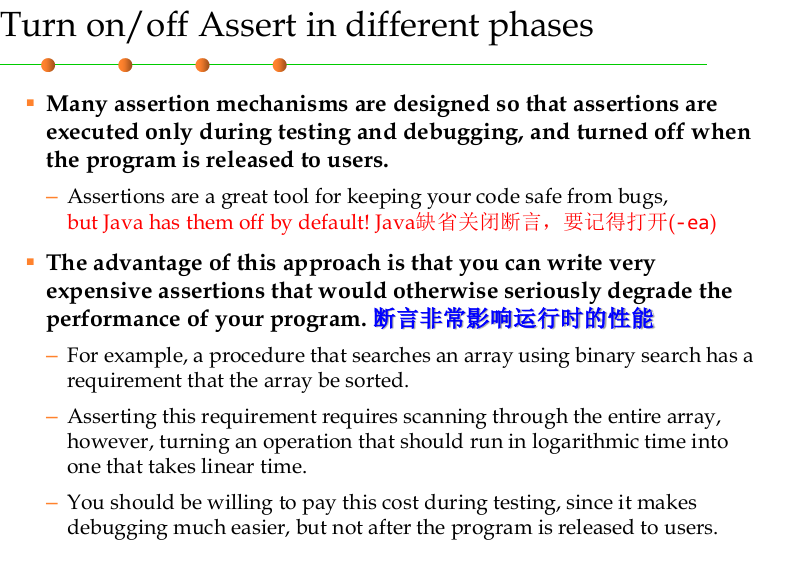 Turn on/off Assert in different phases
Many assertion mechanisms are designed so that assertions are
executed only during testing and debugging, and turned off when
the program is released to users.
– Assertions are a great tool for keeping your code safe from bugs,
but Java has them off by default! Java缺省关闭断言，要记得打开(-ea)
The advantage of this approach is that you can write very
expensive assertions that would otherwise seriously degrade the
performance of your program. 断言非常影响运行时的性能
– For example, a procedure that searches an array using binary search has a
requirement that the array be sorted.
– Asserting this requirement requires scanning through the entire array,
however, turning an operation that should run in logarithmic time into
one that takes linear time.
– You should be willing to pay this cost during testing, since it makes
debugging much easier, but not after the program is released to users.